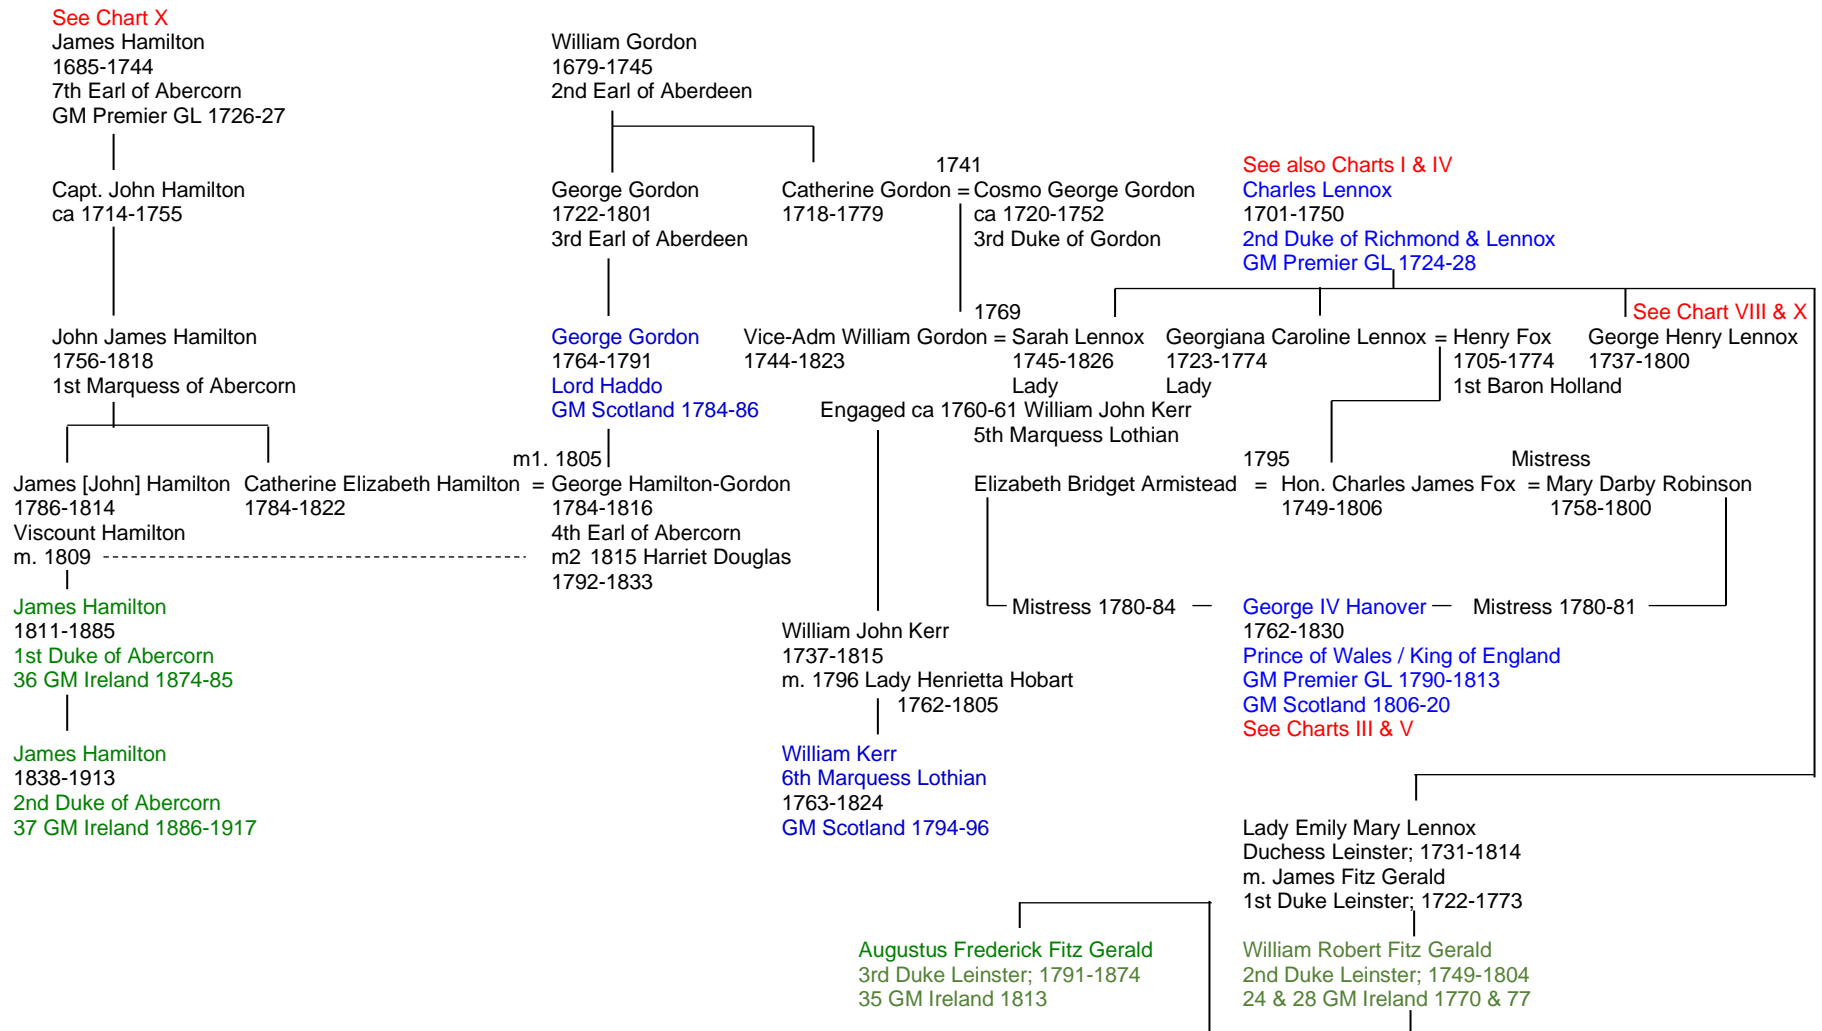 See Chart X
James Hamilton
1685-1744
7th Earl of Abercorn
GM Premier GL 1726-27
William Gordon
1679-1745
2nd Earl of Aberdeen
Capt. John Hamilton
ca 1714-1755
George Gordon
1722-1801
3rd Earl of Aberdeen
1741
Catherine Gordon = Cosmo George Gordon
1718-1779
ca 1720-1752
3rd Duke of Gordon
See also Charts I & IV
Charles Lennox
1701-1750
2nd Duke of Richmond & Lennox
GM Premier GL 1724-28
John James Hamilton
1756-1818
1st Marquess of Abercorn
George Gordon
1764-1791
Lord Haddo
GM Scotland 1784-86
1769
Vice-Adm William Gordon = Sarah Lennox
1744-1823
1745-1826
Lady
Engaged ca 1760-61 William John Kerr
5th Marquess Lothian
Georgiana Caroline Lennox = Henry Fox
1723-1774
Lady
1705-1774
1st Baron Holland
See Chart VIII & X
George Henry Lennox
1737-1800
James [John] Hamilton
1786-1814
Viscount Hamilton
m. 1809
m1. 1805
Catherine Elizabeth Hamilton = George Hamilton-Gordon
1784-1822
1784-1816
4th Earl of Abercorn
m2 1815 Harriet Douglas
1792-1833
1795
Mistress
Elizabeth Bridget Armistead = Hon. Charles James Fox = Mary Darby Robinson
1749-1806
1758-1800
James Hamilton
1811-1885
1st Duke of Abercorn
36 GM Ireland 1874-85
William John Kerr
1737-1815
m. 1796 Lady Henrietta Hobart
1762-1805
Mistress 1780-84
George IV Hanover
Mistress 1780-81
1762-1830
Prince of Wales / King of England
GM Premier GL 1790-1813
GM Scotland 1806-20
See Charts III & V
James Hamilton
1838-1913
2nd Duke of Abercorn
37 GM Ireland 1886-1917
William Kerr
6th Marquess Lothian
1763-1824
GM Scotland 1794-96
Lady Emily Mary Lennox
Duchess Leinster; 1731-1814
m. James Fitz Gerald
1st Duke Leinster; 1722-1773
Augustus Frederick Fitz Gerald
3rd Duke Leinster; 1791-1874
35 GM Ireland 1813
William Robert Fitz Gerald
2nd Duke Leinster; 1749-1804
24 & 28 GM Ireland 1770 & 77